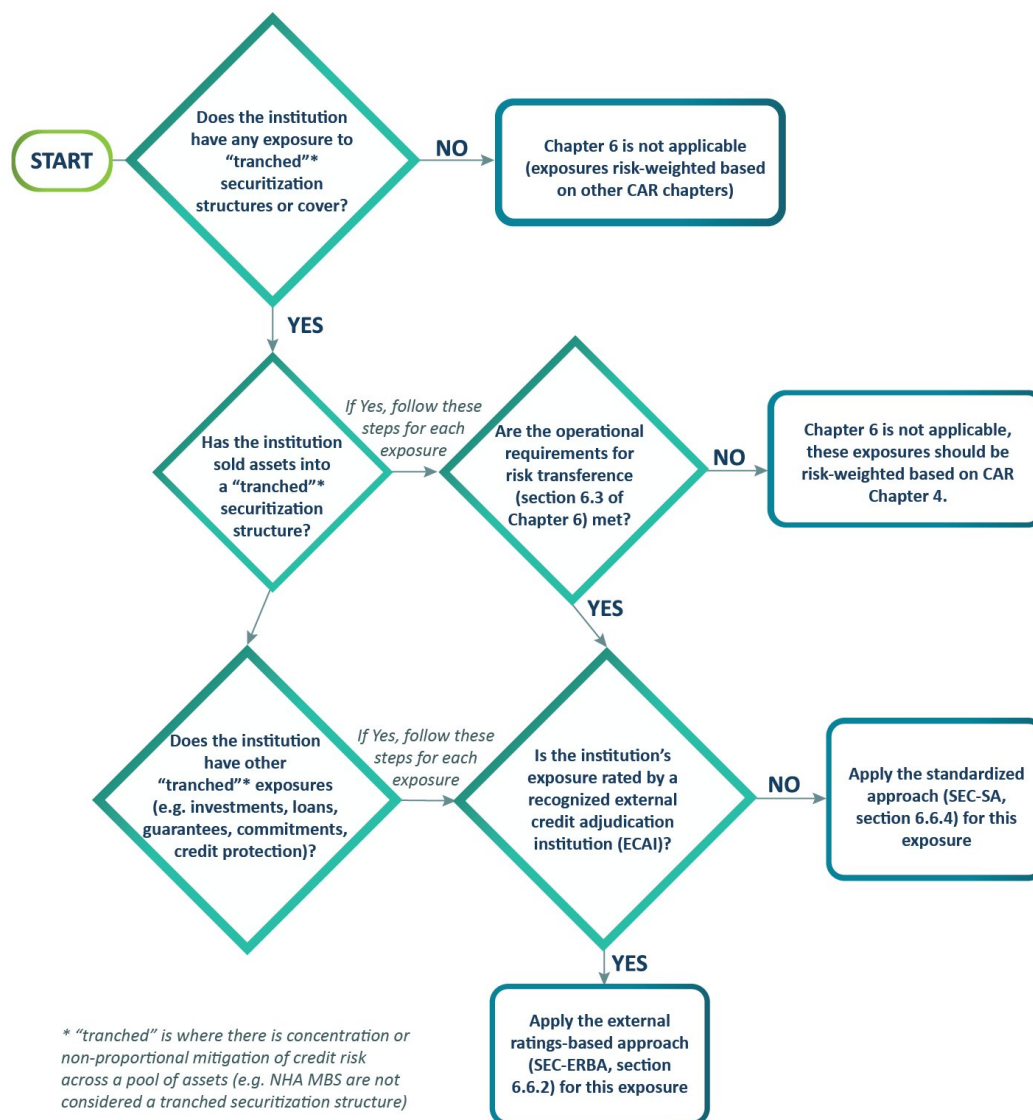 START
Does the institution
have any exposure to
“tranched”*
securitization
structures or cover?
NO
Chapter 6 is not applicable
(exposures risk-weighted based
on other CAR chapters)
YES
Has the institution
sold assets into
a “tranched”*
securitization
structure?
If Yes, follow these
steps for each
exposure
Are the operational
requirements for
risk transference
(section 6.3 of
Chapter 6) met?
NO
Chapter 6 is not applicable,
these exposures should be
risk-weighted based on CAR
Chapter 4.
YES
Does the institution
have other
“tranched”* exposures
(e.g. investments, loans,
guarantees, commitments,
credit protection)?
If Yes, follow these
steps for each
exposure
Is the institution’s
exposure rated by a
recognized external
credit adjudication
institution (ECAI)?
NO
Apply the standardized
approach (SEC-SA,
section 6.6.4) for this
exposure
YES
Apply the external
ratings-based approach
(SEC-ERBA, section
6.6.2) for this exposure
* “tranched” is where there is concentration or
non-proportional mitigation of credit risk
across a pool of assets (e.g. NHA MBS are not
considered a tranched securitization structure)